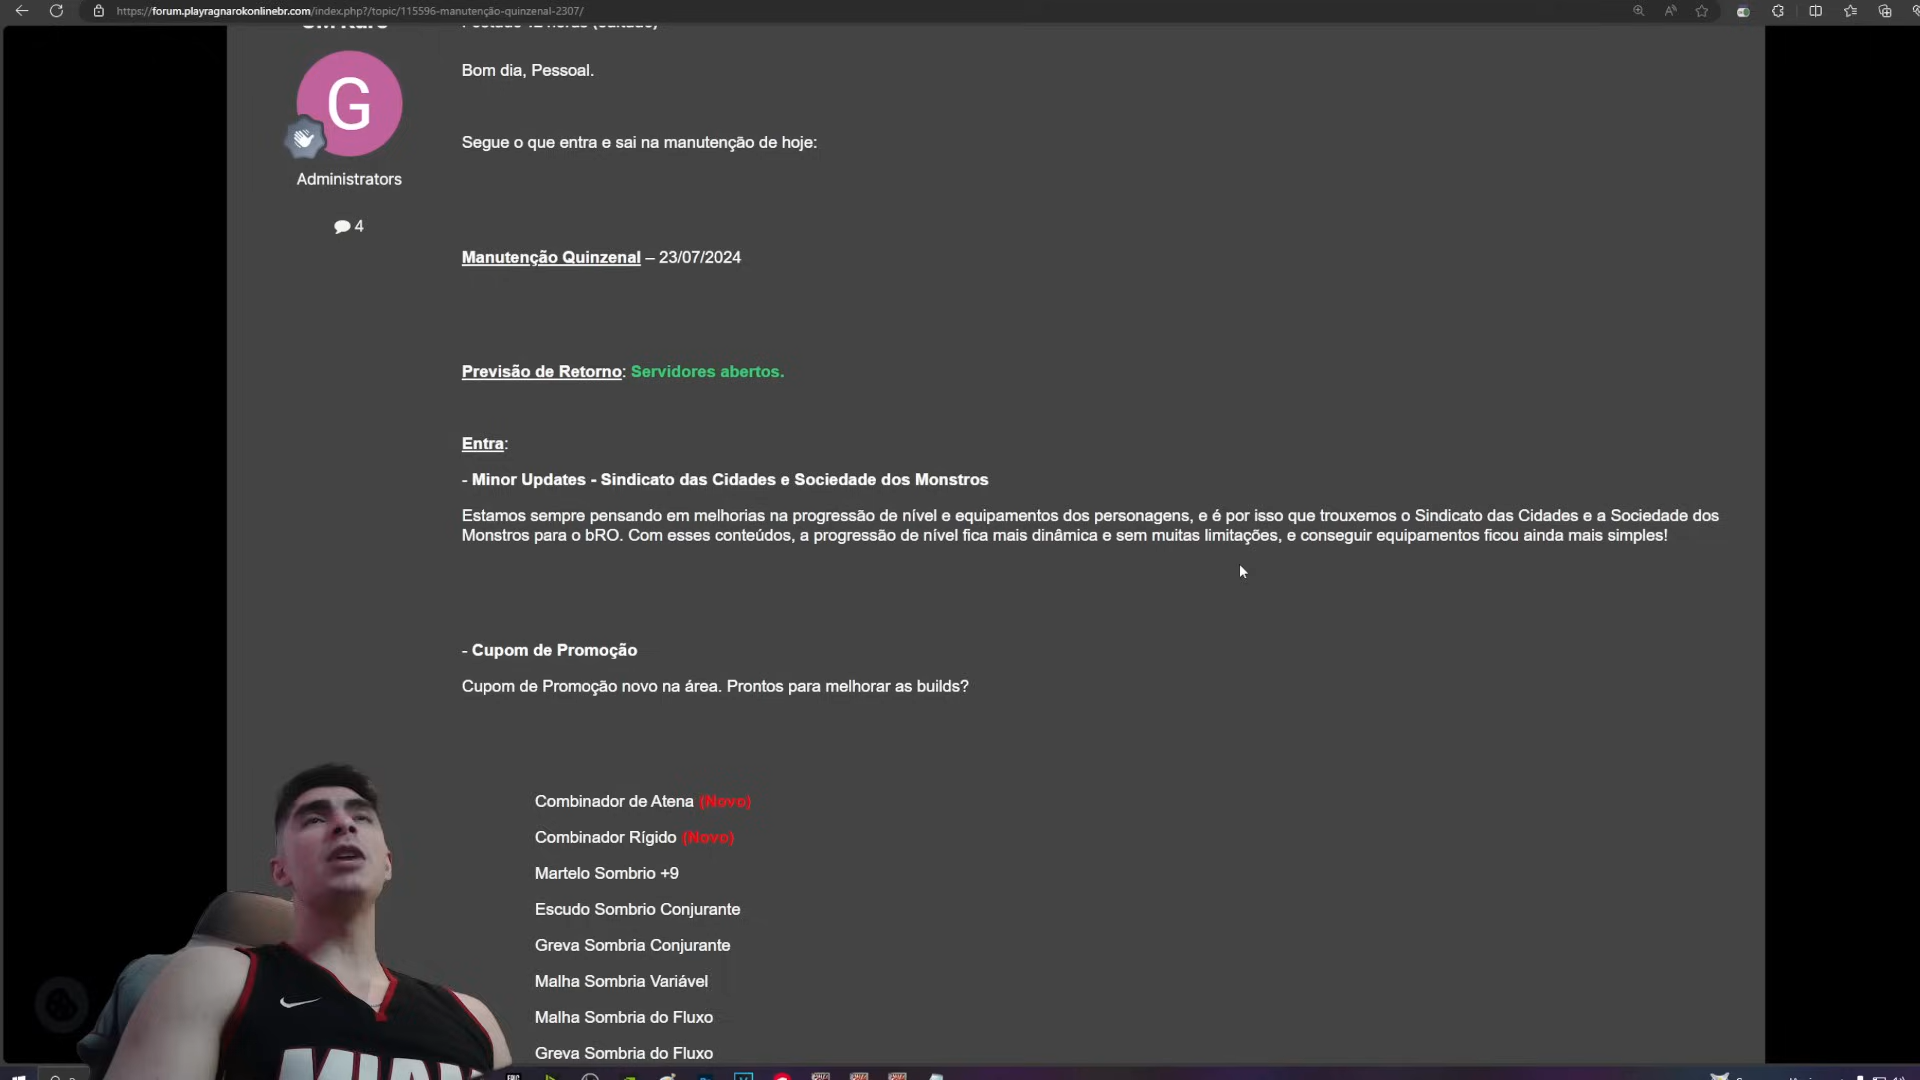 https://forum.playragnarokonlinebr.com/index.php?/topic/115596-manutenção-quinzenal-2307/
Bom dia, Pessoal.
G
Segue o que entra e sai na manutenção de hoje:
Administrators
4
Manutenção Quinzenal – 23/07/2024
Previsão de Retorno: Servidores abertos.
Entra:
- Minor Updates - Sindicato das Cidades e Sociedade dos Monstros
Estamos sempre pensando em melhorias na progressão de nível e equipamentos dos personagens, e é por isso que trouxemos o Sindicato das Cidades e a Sociedade dos
Monstros para o bRO. Com esses conteúdos, a progressão de nível fica mais dinâmica e sem muitas limitações, e conseguir equipamentos ficou ainda mais simples!
- Cupom de Promoção
Cupom de Promoção novo na área. Prontos para melhorar as builds?
Combinador de Atena (Novo)
Combinador Rígido (Novo)
Martelo Sombrio +9
Escudo Sombrio Conjurante
Greva Sombria Conjurante
Malha Sombria Variável
Malha Sombria do Fluxo
Greva Sombria do Fluxo